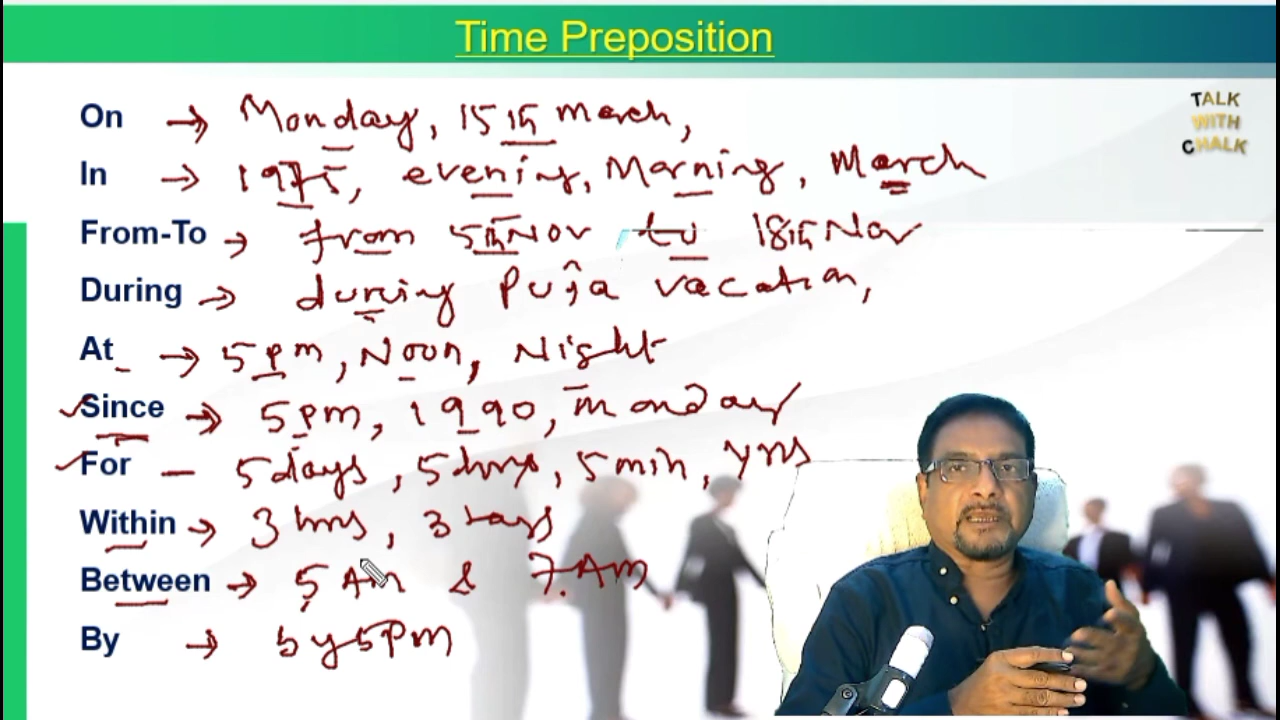 Time Preposition
TALK
WITH
CHALK
On → Monday, 15th March,
In → 1975, evening, Morning, March
From-To → from 5th Nov to 18th Nov
During → during Puja vacation,
At → 5pm, Noon, Night
Since → 5pm, 1990, monday
For – 5days, 5hrs, 5min, yrs
Within → 3 hrs, 3 days
Between → 5 Am & 7.Am
By → by 5Pm